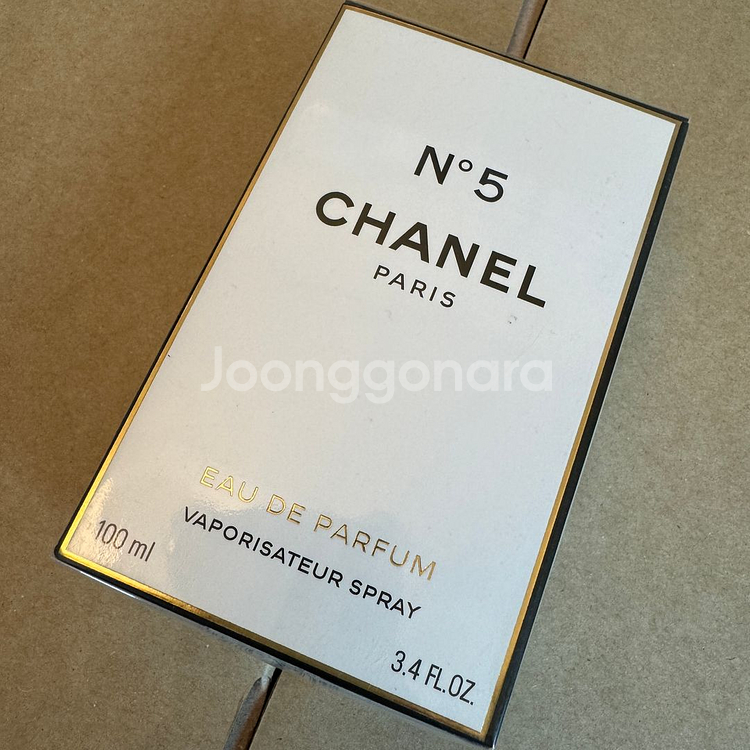 N°5
CHANEL
PARIS
Joonggonara
EAU DE PARFUM
VAPORISATEUR SPRAY
100 ml
3.4 FL.OZ.